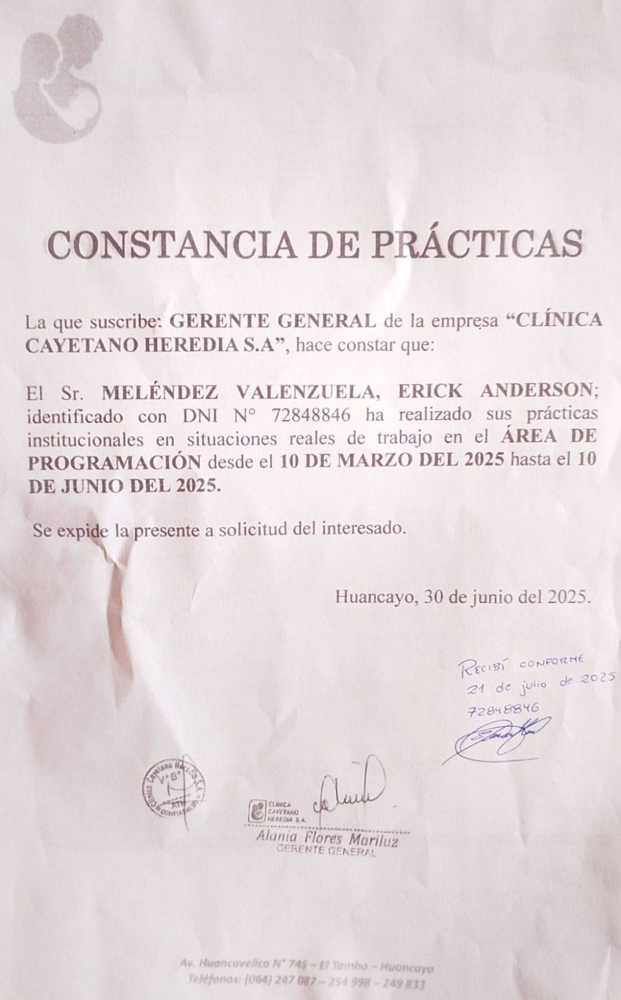 CONSTANCIA DE PRÁCTICAS
La que suscribe: GERENTE GENERAL de la empresa “CLÍNICA
CAYETANO HEREDIA S.A”, hace constar que:
El Sr. MELÉNDEZ VALENZUELA, ERICK ANDERSON;
identificado con DNI N° 72848846 ha realizado sus prácticas
institucionales en situaciones reales de trabajo en el ÁREA DE
PROGRAMACIÓN desde el 10 DE MARZO DEL 2025 hasta el 10
DE JUNIO DEL 2025.
Se expide la presente a solicitud del interesado.
Huancayo, 30 de junio del 2025.
RECIBÍ CONFORME
21 de julio de 2025
72848846
Clínica Cayetano Heredia S.A.
V°B°
CLINICA
CAYETANO
HEREDIA S.A.
Alania Flores Mariluz
GERENTE GENERAL
Av. Huancavelica N° 745 – El Tambo – Huancayo
Teléfonos: (064) 247 087 – 254 998 – 249 833